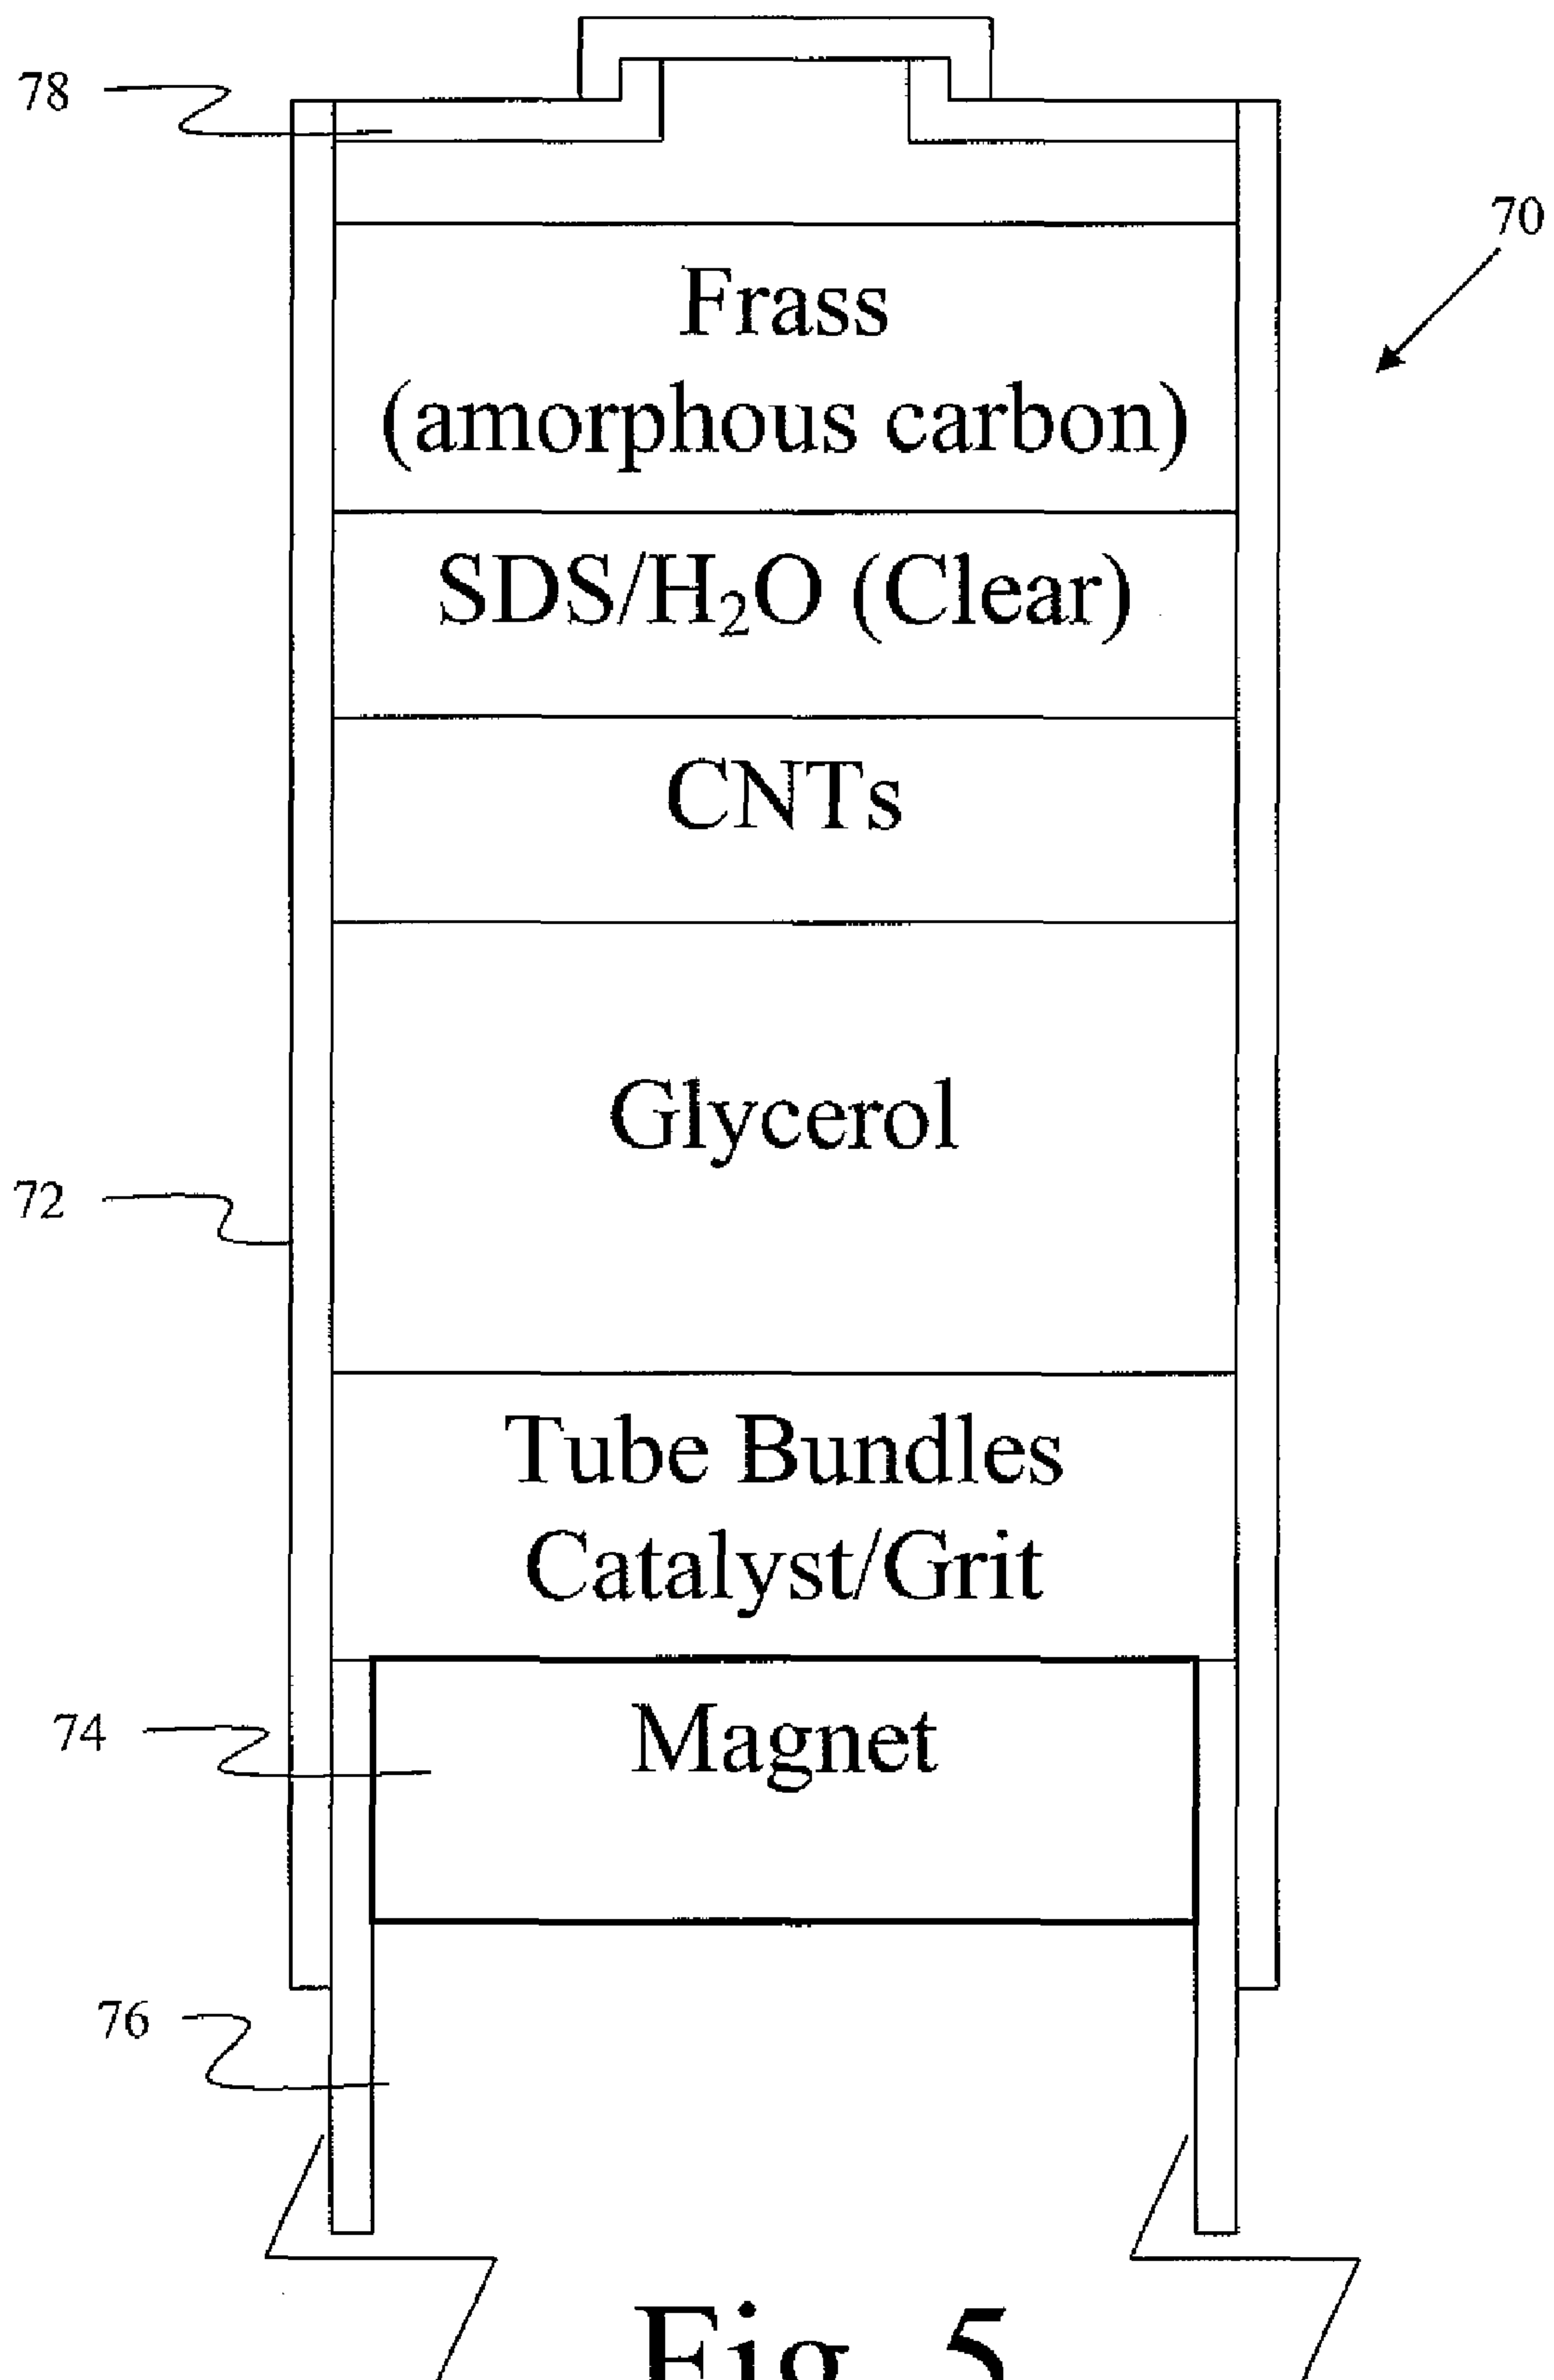 78
70
Frass
(amorphous carbon)
SDS/H₂O (Clear)
CNTs
Glycerol
72
Tube Bundles
Catalyst/Grit
Magnet
74
76
Fig. 5